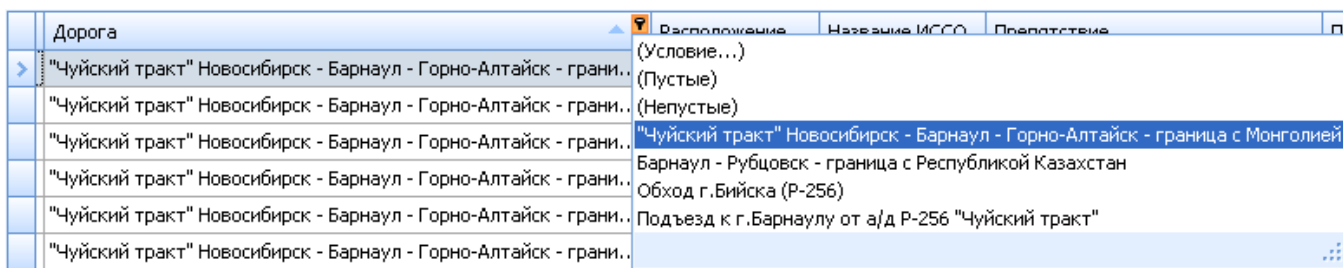 Дорога Расположение Название ИССО Препятствие П
(Условие...)
"Чуйский тракт" Новосибирск - Барнаул - Горно-Алтайск - грани..
(Пустые)
"Чуйский тракт" Новосибирск - Барнаул - Горно-Алтайск - грани..
(Непустые)
"Чуйский тракт" Новосибирск - Барнаул - Горно-Алтайск - грани..
"Чуйский тракт" Новосибирск - Барнаул - Горно-Алтайск - граница с Монголией
Барнаул - Рубцовск - граница с Республикой Казахстан
"Чуйский тракт" Новосибирск - Барнаул - Горно-Алтайск - грани..
Обход г.Бийска (Р-256)
"Чуйский тракт" Новосибирск - Барнаул - Горно-Алтайск - грани..
Подъезд к г.Барнаулу от а/д Р-256 "Чуйский тракт"
"Чуйский тракт" Новосибирск - Барнаул - Горно-Алтайск - грани..